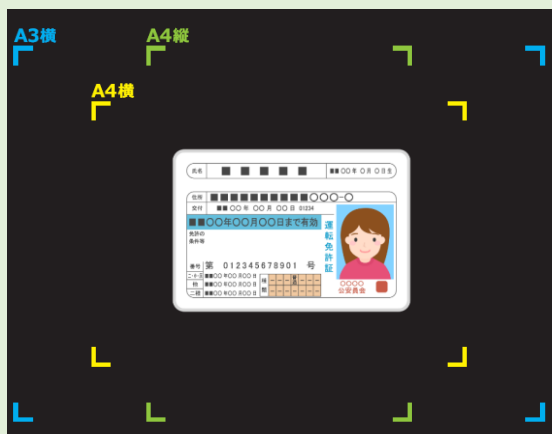 A3横
A4縦
A4横
氏名 ■ ■ ■ ■ ■ ■■○○年 ○月 ○日生
住所 ■■■■■■■■■■○○○-○
交付 ■■ ○○ 年 ○○ 月 ○○ 日 01234
■■○○年○○月○○日まで有効
免許の
条件等
運転免許証
番号 第 012345678901 号
二・小・原 ■■○○年○○月○○日
他 ■■○○年○○月○○日
二種 ■■○○年○○月○○日
種類
○○○○
公安委員会